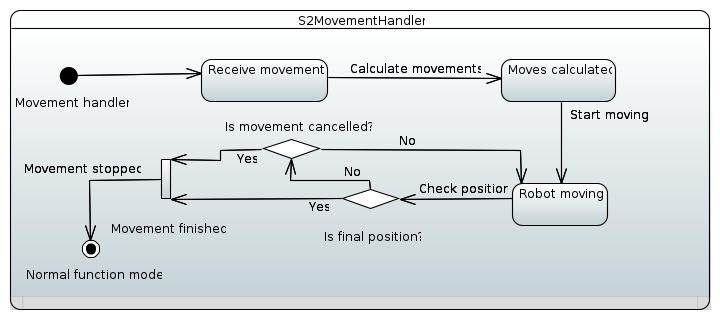 S2MovementHandler
Receive movement
Calculate movements
Moves calculated
Movement handler
Start moving
Is movement cancelled?
No
Yes
Movement stopped
No
Check position
Robot moving
Yes
Movement finished
Is final position?
Normal function mode